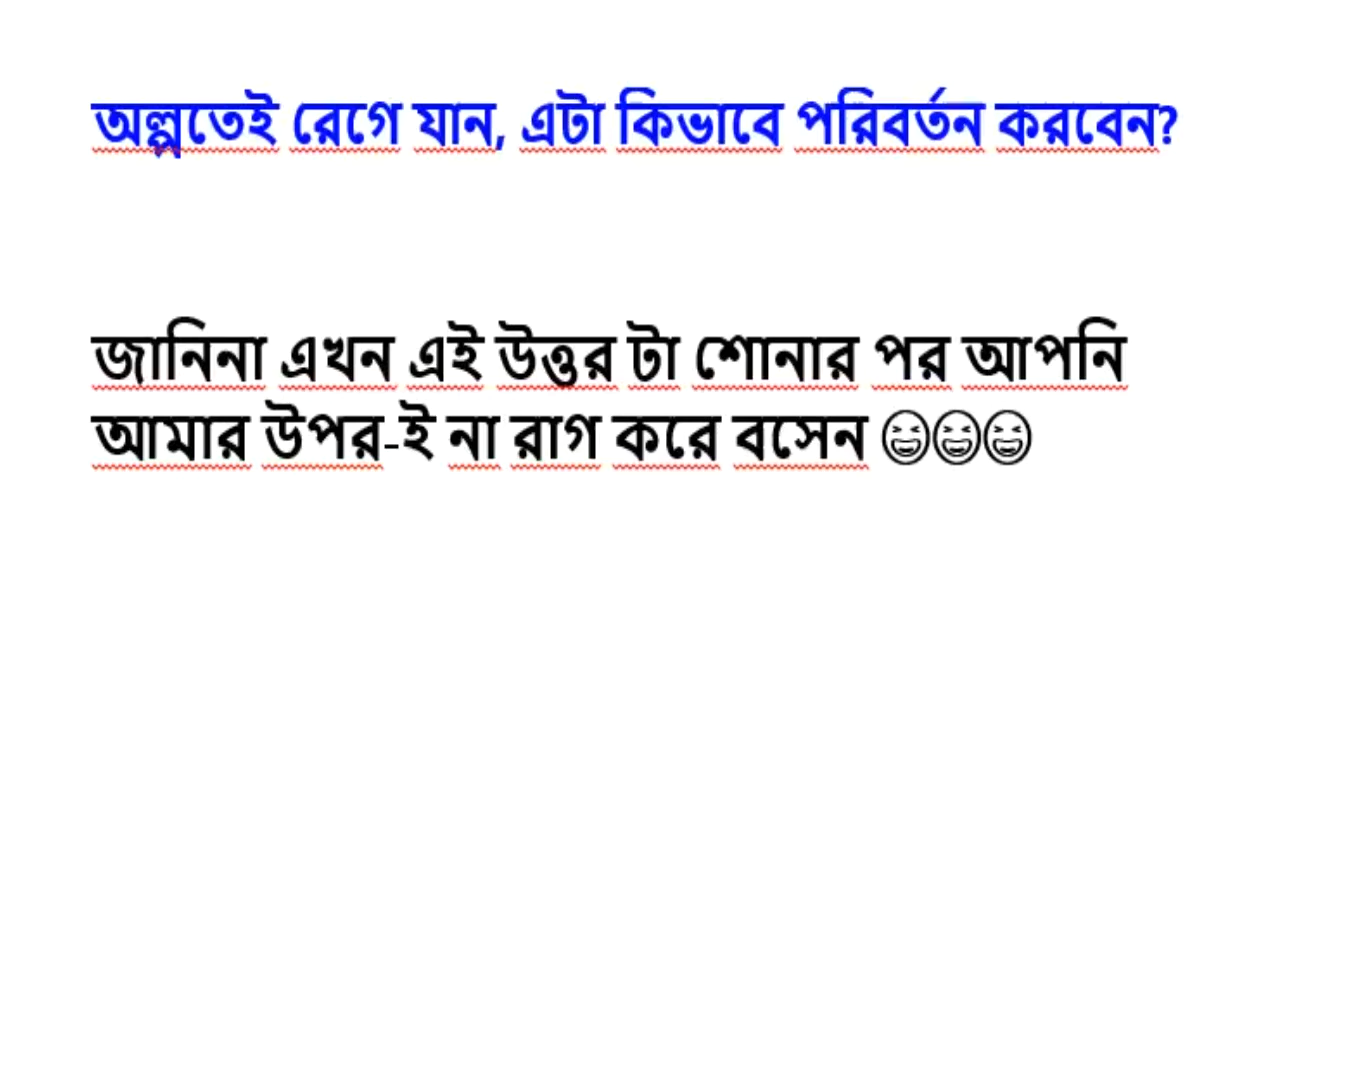 অল্পতেই রেগে যান, এটা কিভাবে পরিবর্তন করবেন?
জানিনা এখন এই উত্তর টা শোনার পর আপনি
আমার উপর-ই না রাগ করে বসেন 😆😆😆